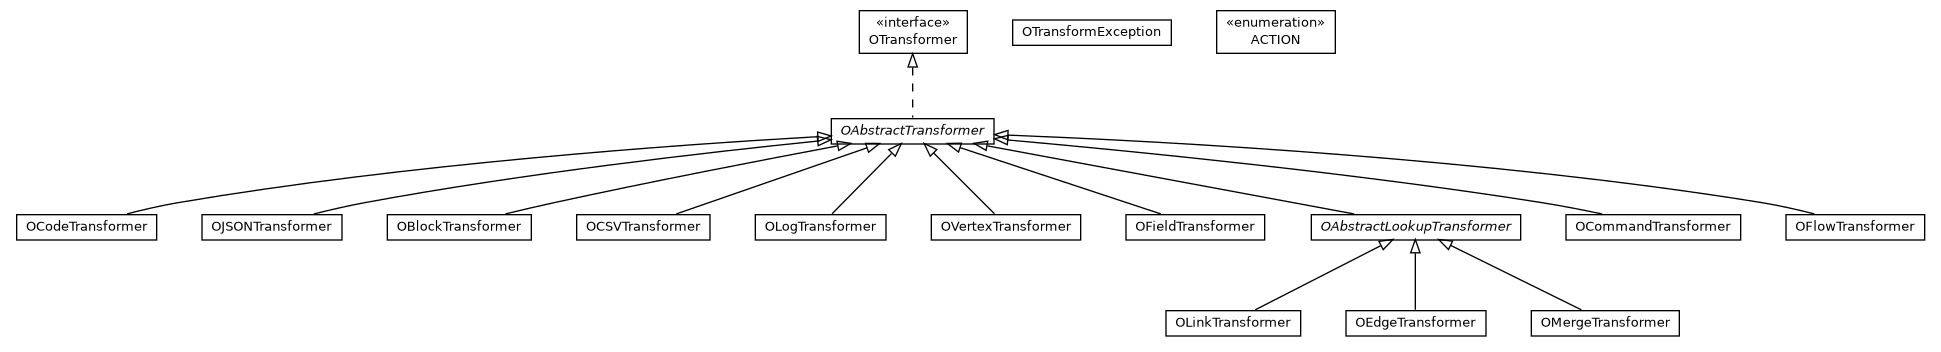 «interface»
OTransformer
OTransformException
«enumeration»
ACTION
OAbstractTransformer
OCodeTransformer
OJSONTransformer
OBlockTransformer
OCSVTransformer
OLogTransformer
OVertexTransformer
OFieldTransformer
OAbstractLookupTransformer
OCommandTransformer
OFlowTransformer
OLinkTransformer
OEdgeTransformer
OMergeTransformer